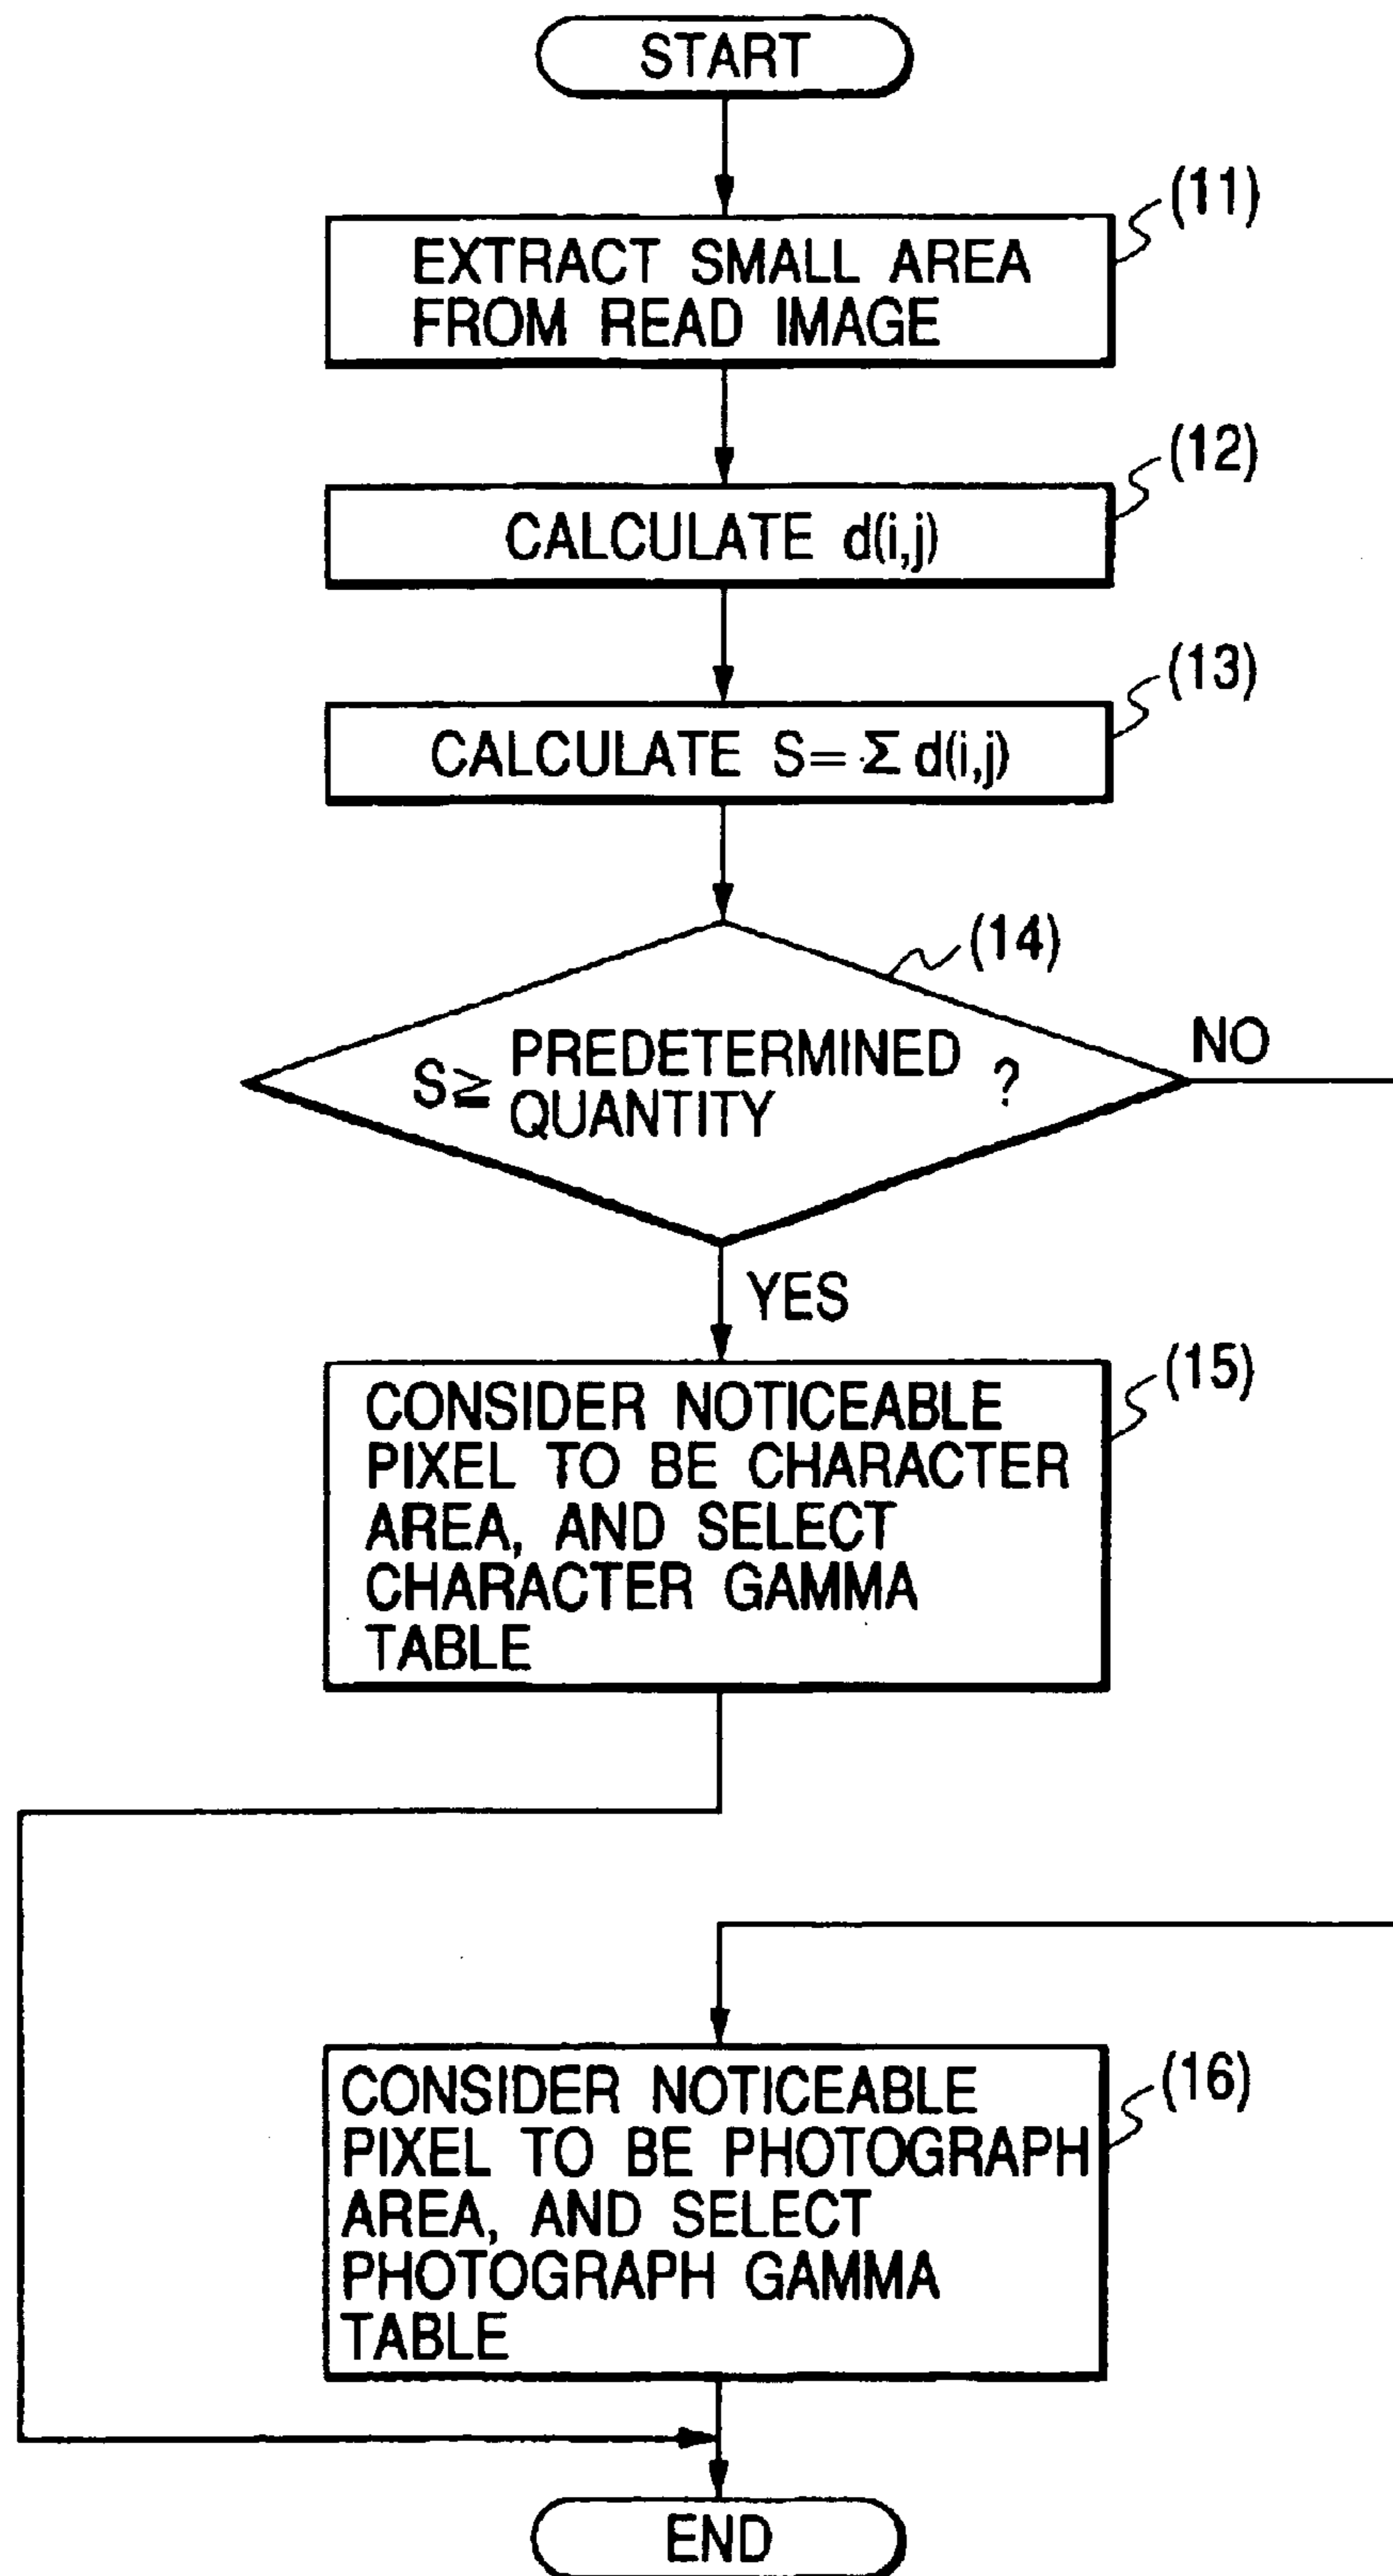 START
(11)
EXTRACT SMALL AREA
FROM READ IMAGE
(12)
CALCULATE d(i,j)
(13)
CALCULATE S= Σ d(i,j)
(14)
S≧ PREDETERMINED
QUANTITY ?
NO
YES
(15)
CONSIDER NOTICEABLE
PIXEL TO BE CHARACTER
AREA, AND SELECT
CHARACTER GAMMA
TABLE
(16)
CONSIDER NOTICEABLE
PIXEL TO BE PHOTOGRAPH
AREA, AND SELECT
PHOTOGRAPH GAMMA
TABLE
END